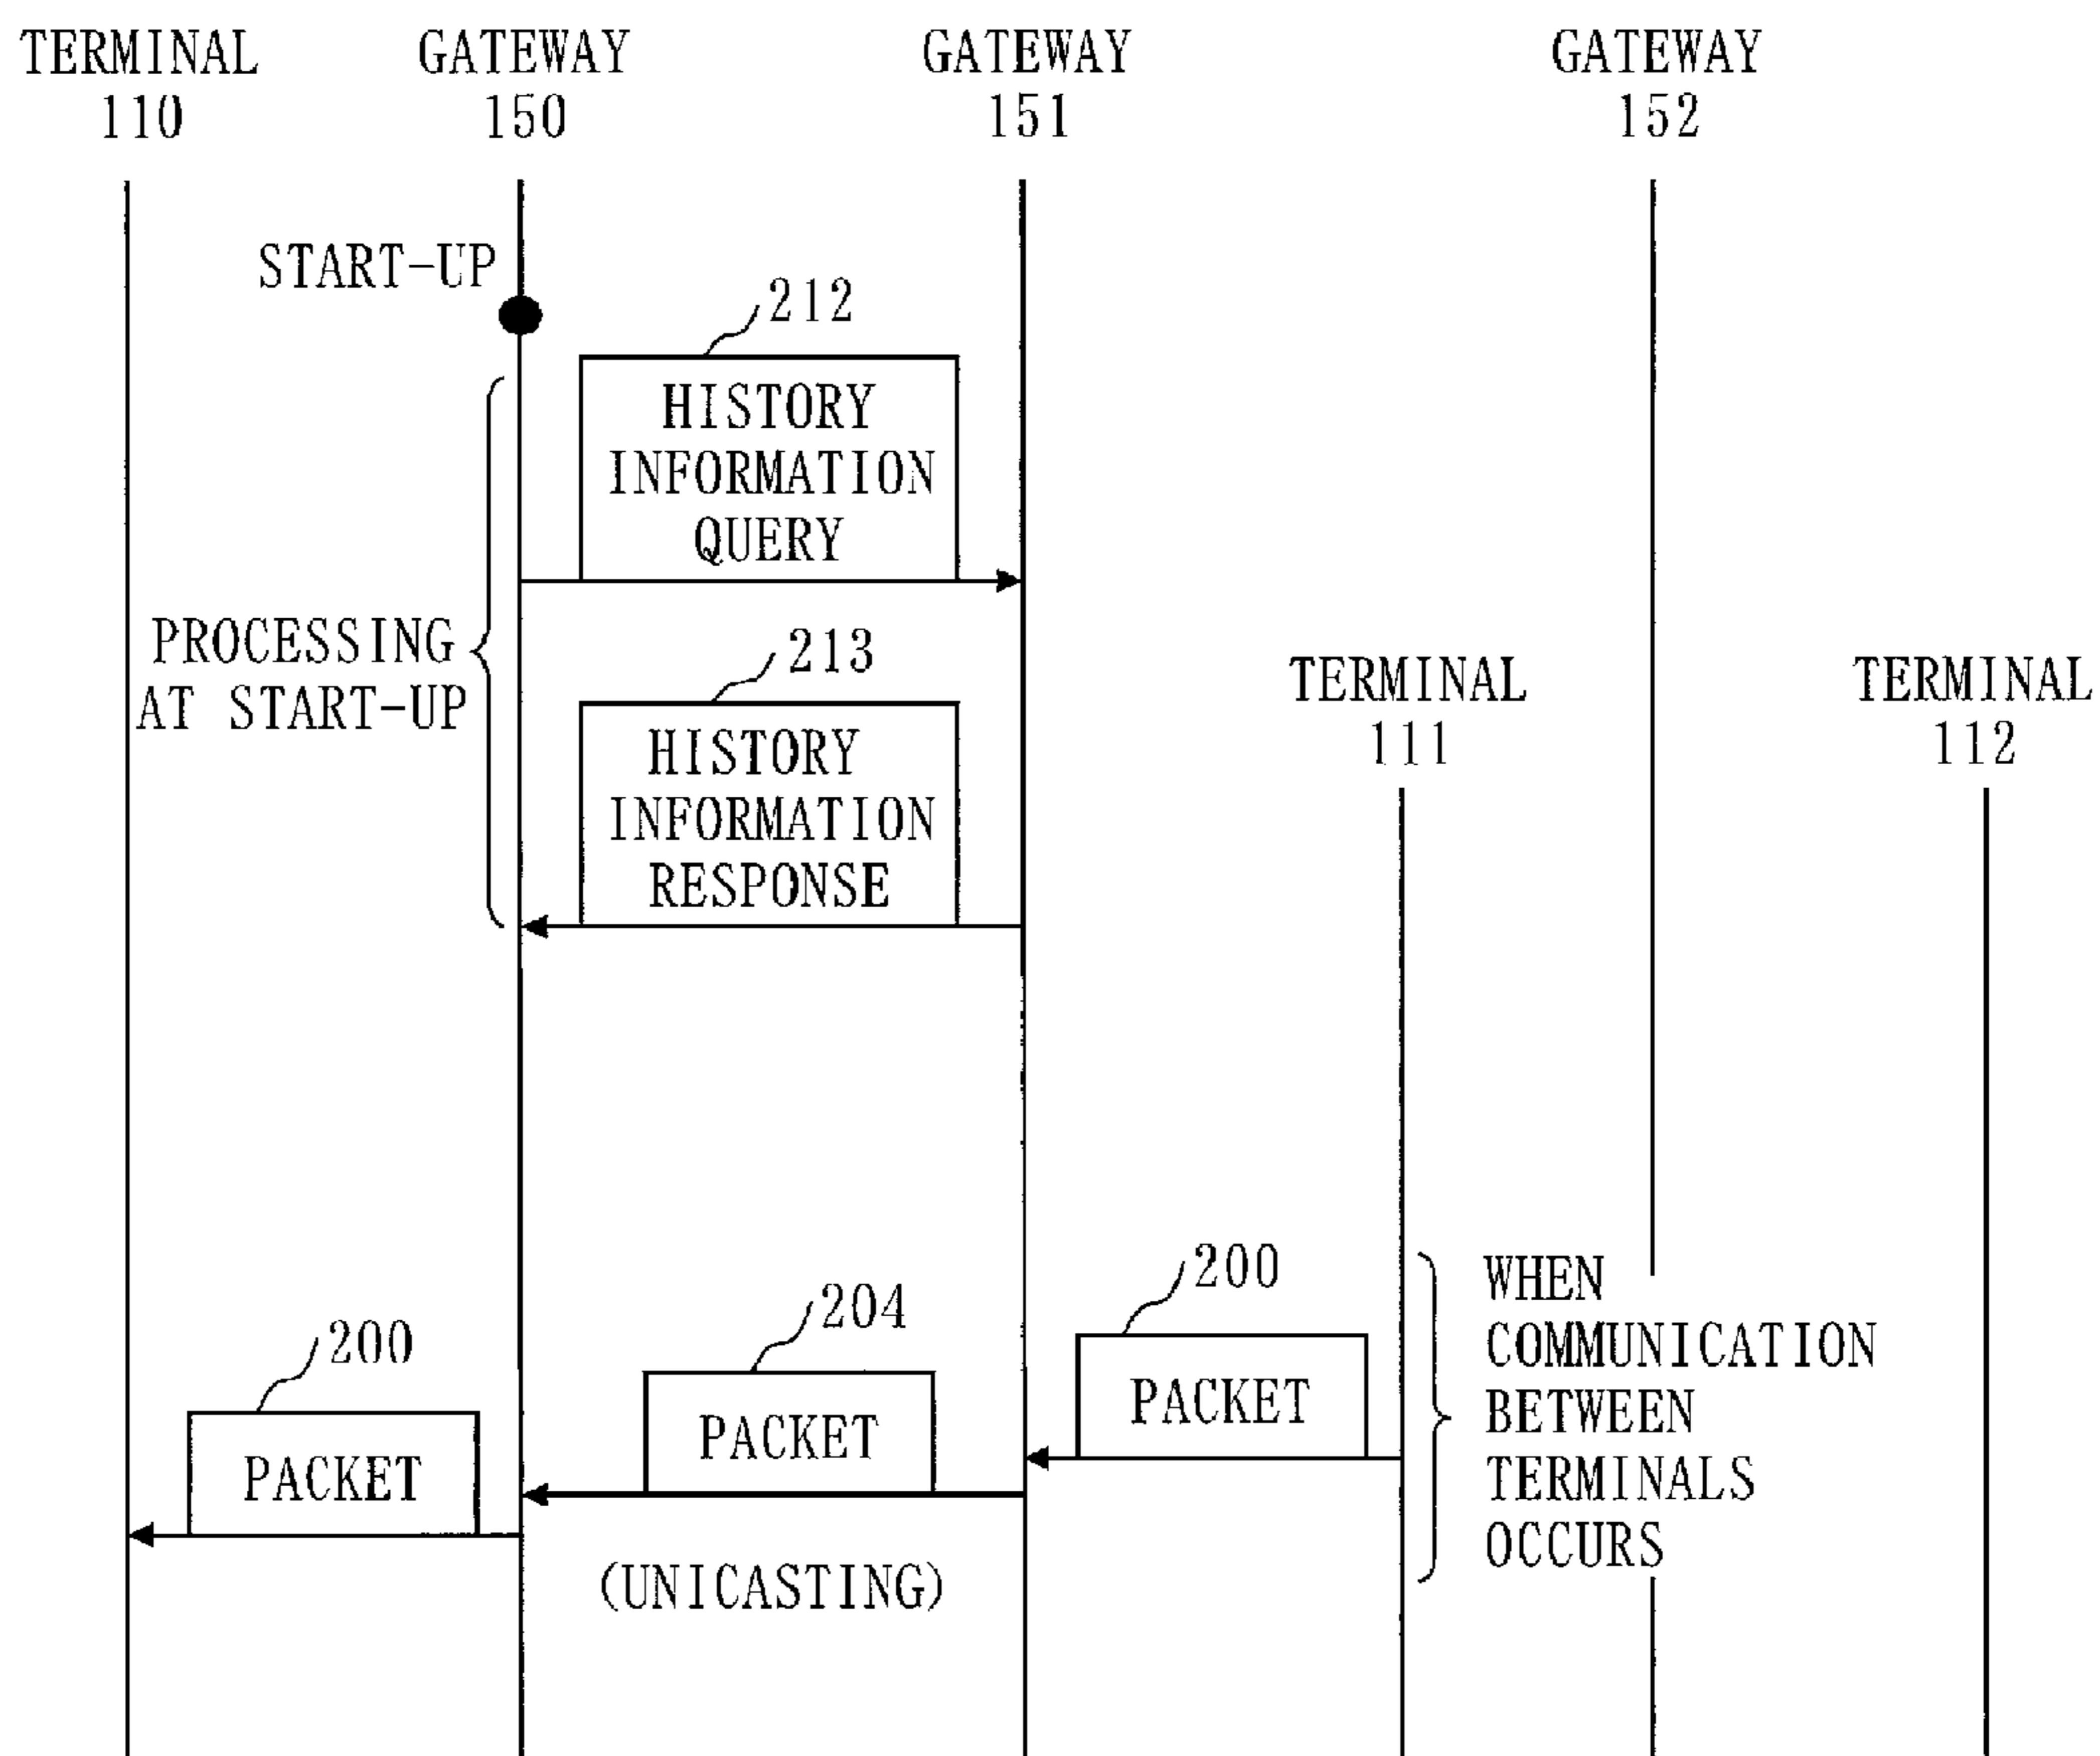 TERMINAL
110
GATEWAY
150
GATEWAY
151
GATEWAY
152
START-UP
212
HISTORY
INFORMATION
QUERY
PROCESSING
AT START-UP
213
HISTORY
INFORMATION
RESPONSE
TERMINAL
111
TERMINAL
112
200
PACKET
204
PACKET
(UNICASTING)
200
PACKET
WHEN
COMMUNICATION
BETWEEN
TERMINALS
OCCURS